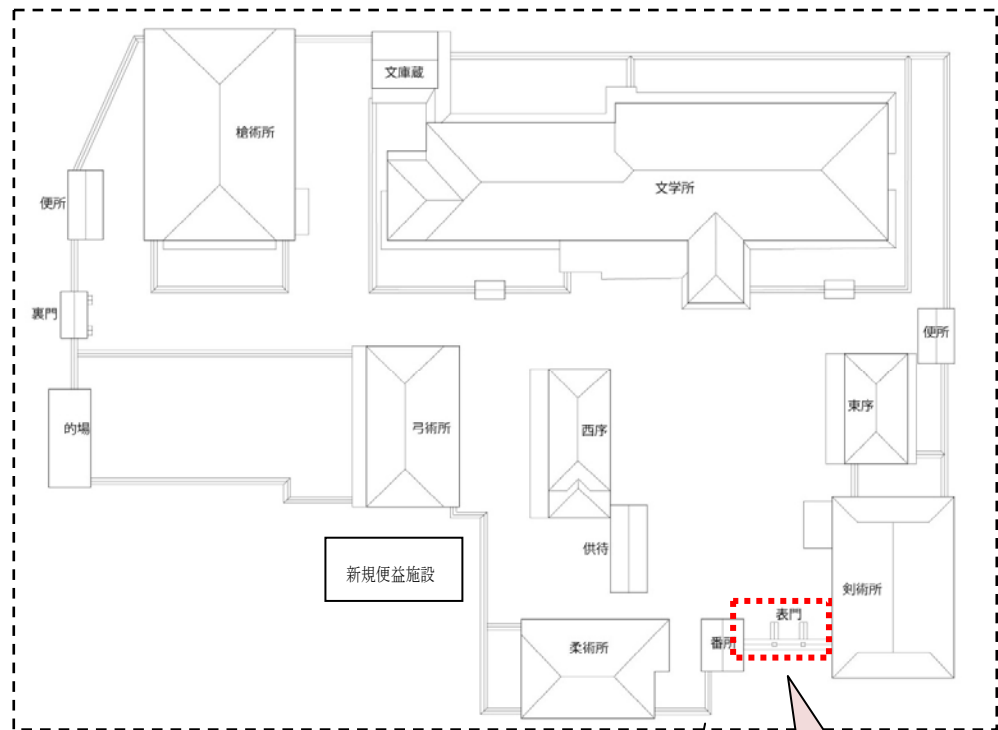 文庫蔵
槍術所
文学所
便所
裏門
便所
東序
的場
弓術所
西序
供待
新規便益施設
剣術所
表門
番所
柔術所